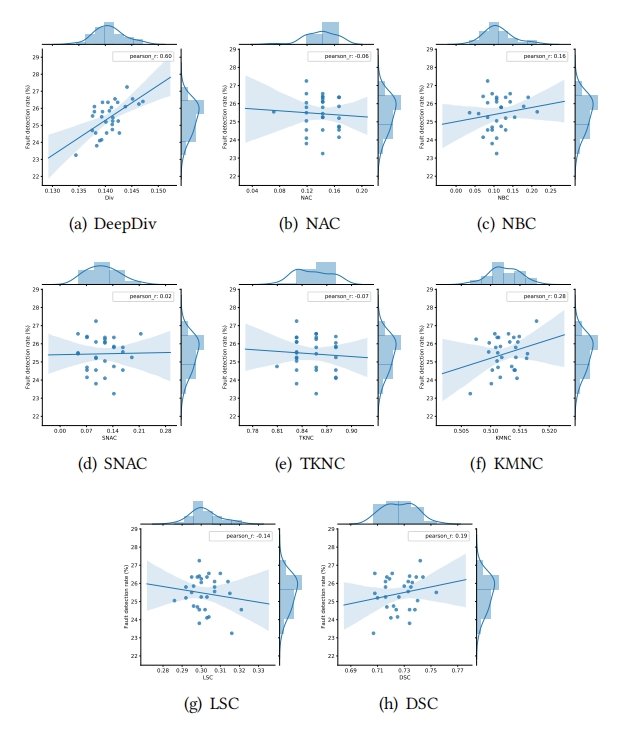 pearson_r: 0.60
Fault detection rate (%)
29
28
27
26
25
24
23
22
0.130 0.135 0.140 0.145 0.150
Div
(a) DeepDiv
pearson_r: -0.06
Fault detection rate (%)
29
28
27
26
25
24
23
22
0.04 0.08 0.12 0.16 0.20
NAC
(b) NAC
pearson_r: 0.16
Fault detection rate (%)
29
28
27
26
25
24
23
22
0.00 0.05 0.10 0.15 0.20 0.25
NBC
(c) NBC
pearson_r: 0.02
Fault detection rate (%)
29
28
27
26
25
24
23
22
0.00 0.07 0.14 0.21 0.28
SNAC
(d) SNAC
pearson_r: -0.07
Fault detection rate (%)
29
28
27
26
25
24
23
22
0.78 0.81 0.84 0.87 0.90
TKNC
(e) TKNC
pearson_r: 0.28
Fault detection rate (%)
29
28
27
26
25
24
23
22
0.505 0.510 0.515 0.520
KMNC
(f) KMNC
pearson_r: -0.14
Fault detection rate (%)
29
28
27
26
25
24
23
22
0.28 0.29 0.30 0.31 0.32 0.33
LSC
(g) LSC
pearson_r: 0.19
Fault detection rate (%)
29
28
27
26
25
24
23
22
0.69 0.71 0.73 0.75 0.77
DSC
(h) DSC